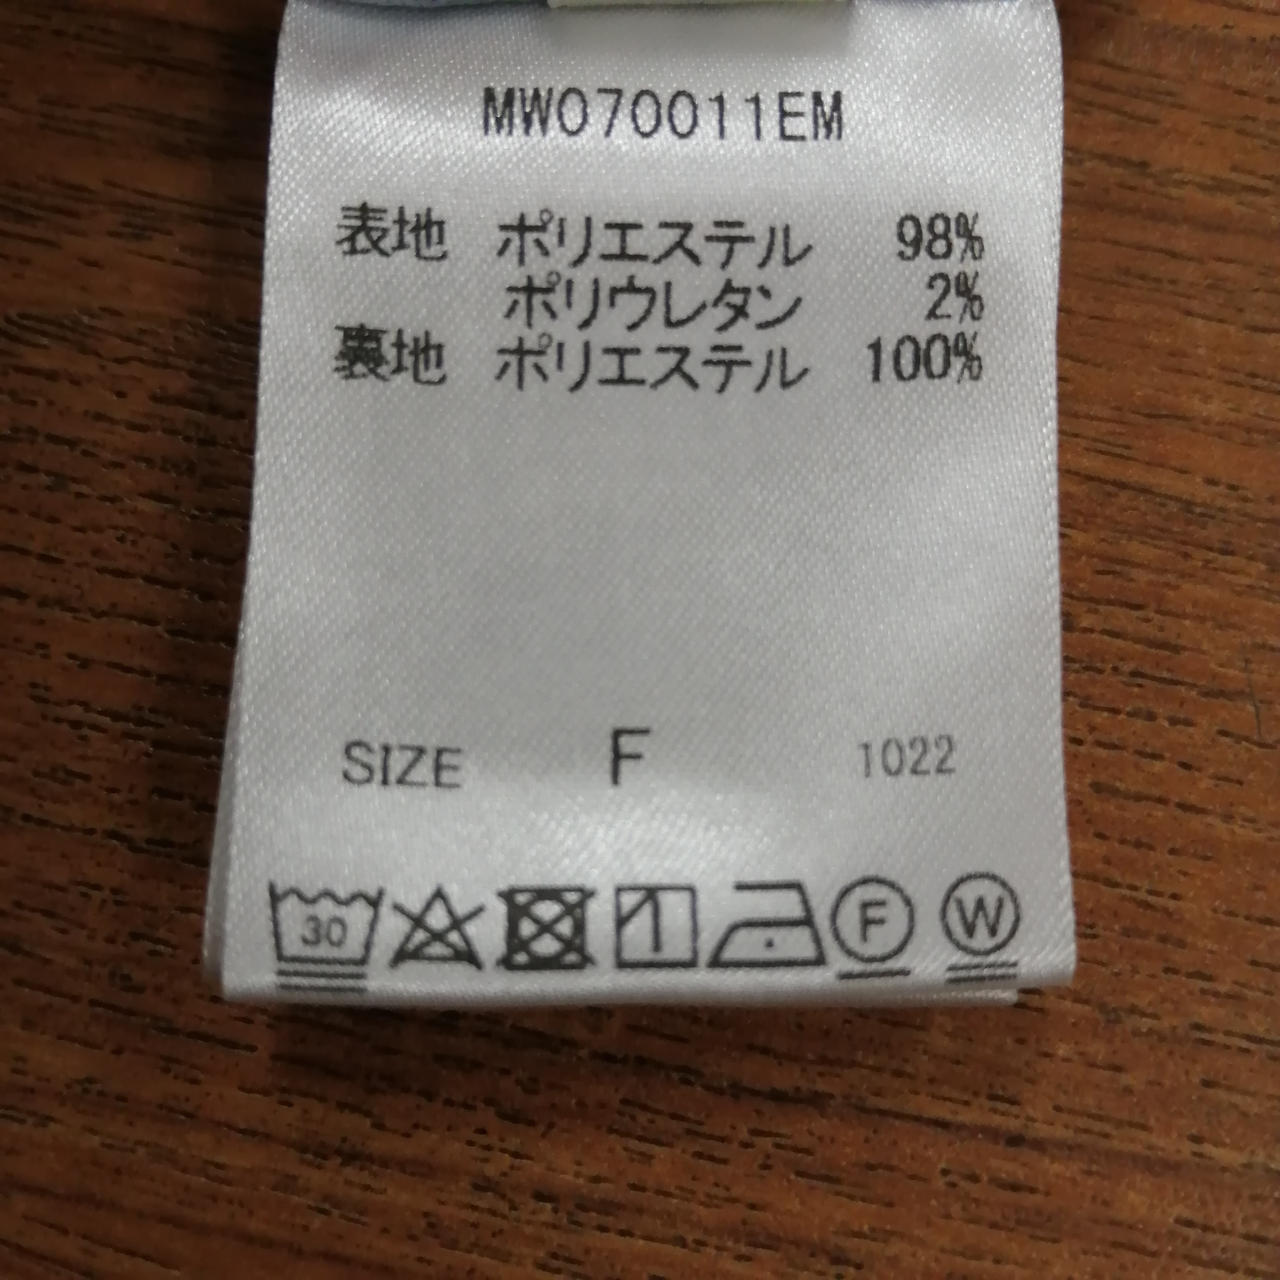 MW070011EM
表地 ポリエステル 98%
ポリウレタン 2%
裏地 ポリエステル 100%
SIZE F 1022
30 F W